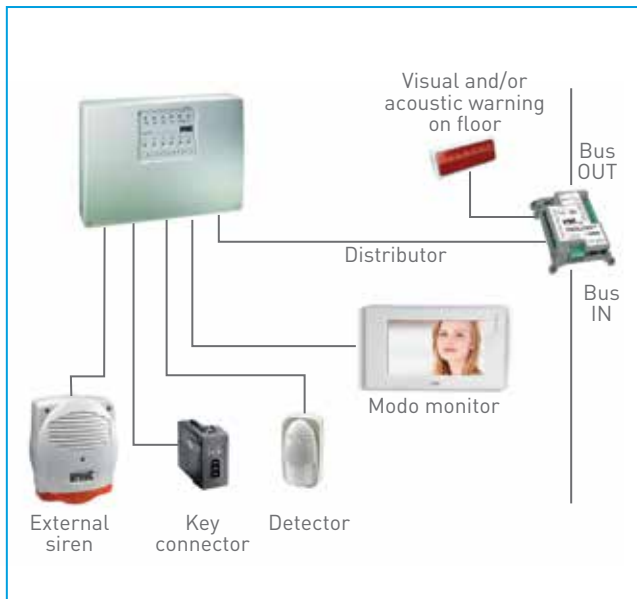 Visual and/or
acoustic warning
on floor
Bus
OUT
Distributor
Bus
IN
Modo monitor
External
siren
Key
connector
Detector